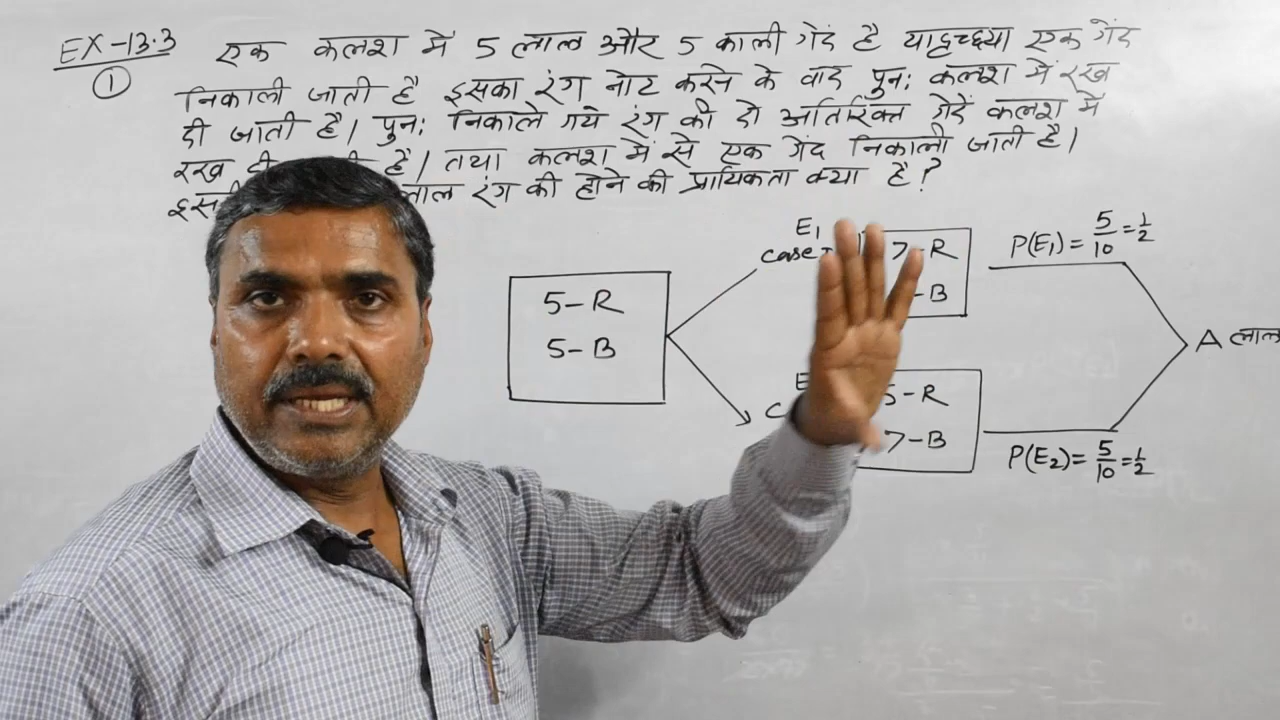 EX-13.3 एक कलश में 5 लाल और 5 काली गेंद है यादृच्छया एक गेंद
① निकाली जाती है इसका रंग नोट करने के बाद पुनः कलश में रख
दी जाती है। पुनः निकाले गये रंग की दो अतिरिक्त गेदें कलश में
रख है। तथा कलश में से एक गेंद निकाली जाती है।
लाल रंग की होने की प्रायिकता क्या है?
E₁
case
7-R
-B
P(E₁) = 5/10 = 1/2
5-R
5-B
A लाल
5-R
7-B
P(E₂) = 5/10 = 1/2